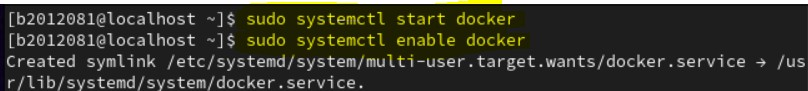 [b2012081@localhost ~]$ sudo systemctl start docker
[b2012081@localhost ~]$ sudo systemctl enable docker
Created symlink /etc/systemd/system/multi-user.target.wants/docker.service → /us
r/lib/systemd/system/docker.service.